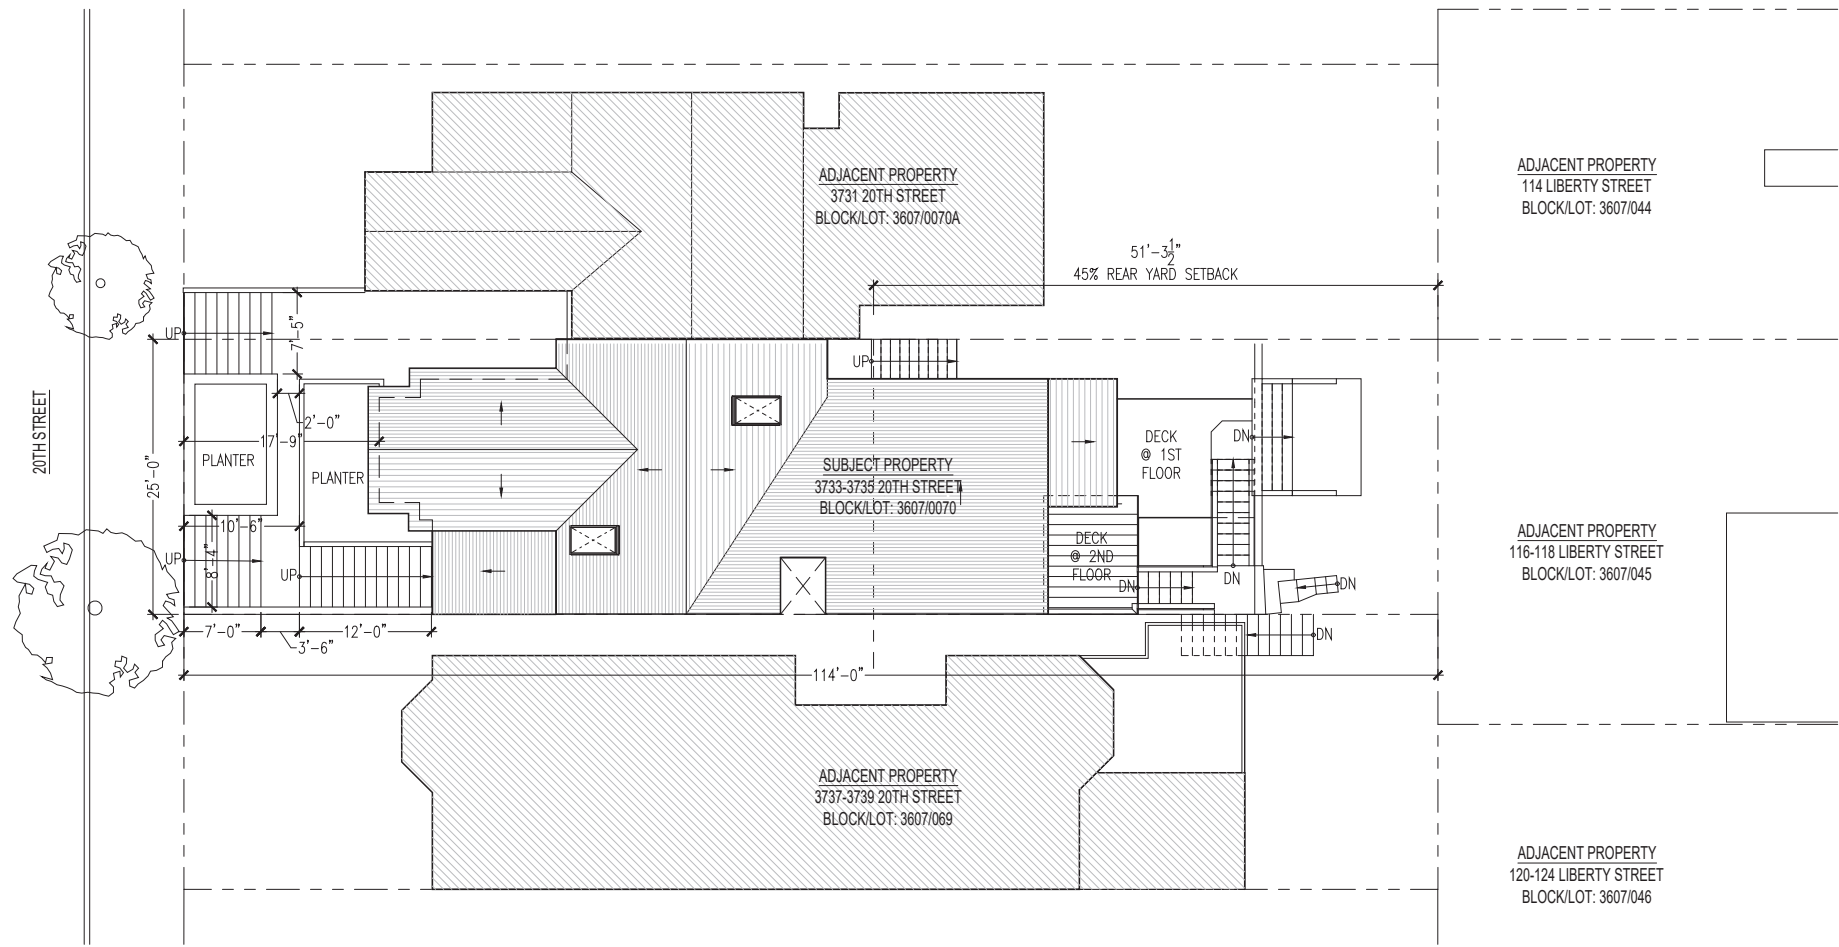 ADJACENT PROPERTY
3731 20TH STREET
BLOCK/LOT: 3607/0070A
ADJACENT PROPERTY
114 LIBERTY STREET
BLOCK/LOT: 3607/044
51'-3 1/2"
45% REAR YARD SETBACK
UP
7'-5"
UP
20TH STREET
25'-0"
2'-0"
17'-9"
PLANTER
PLANTER
SUBJECT PROPERTY
3733-3735 20TH STREET
BLOCK/LOT: 3607/0070
DECK
@ 1ST
FLOOR
DN
10'-6"
8'-4"
UP
UP
DECK
@ 2ND
FLOOR
DN
DN
DN
DN
ADJACENT PROPERTY
116-118 LIBERTY STREET
BLOCK/LOT: 3607/045
7'-0"
3'-6"
12'-0"
114'-0"
ADJACENT PROPERTY
3737-3739 20TH STREET
BLOCK/LOT: 3607/069
ADJACENT PROPERTY
120-124 LIBERTY STREET
BLOCK/LOT: 3607/046